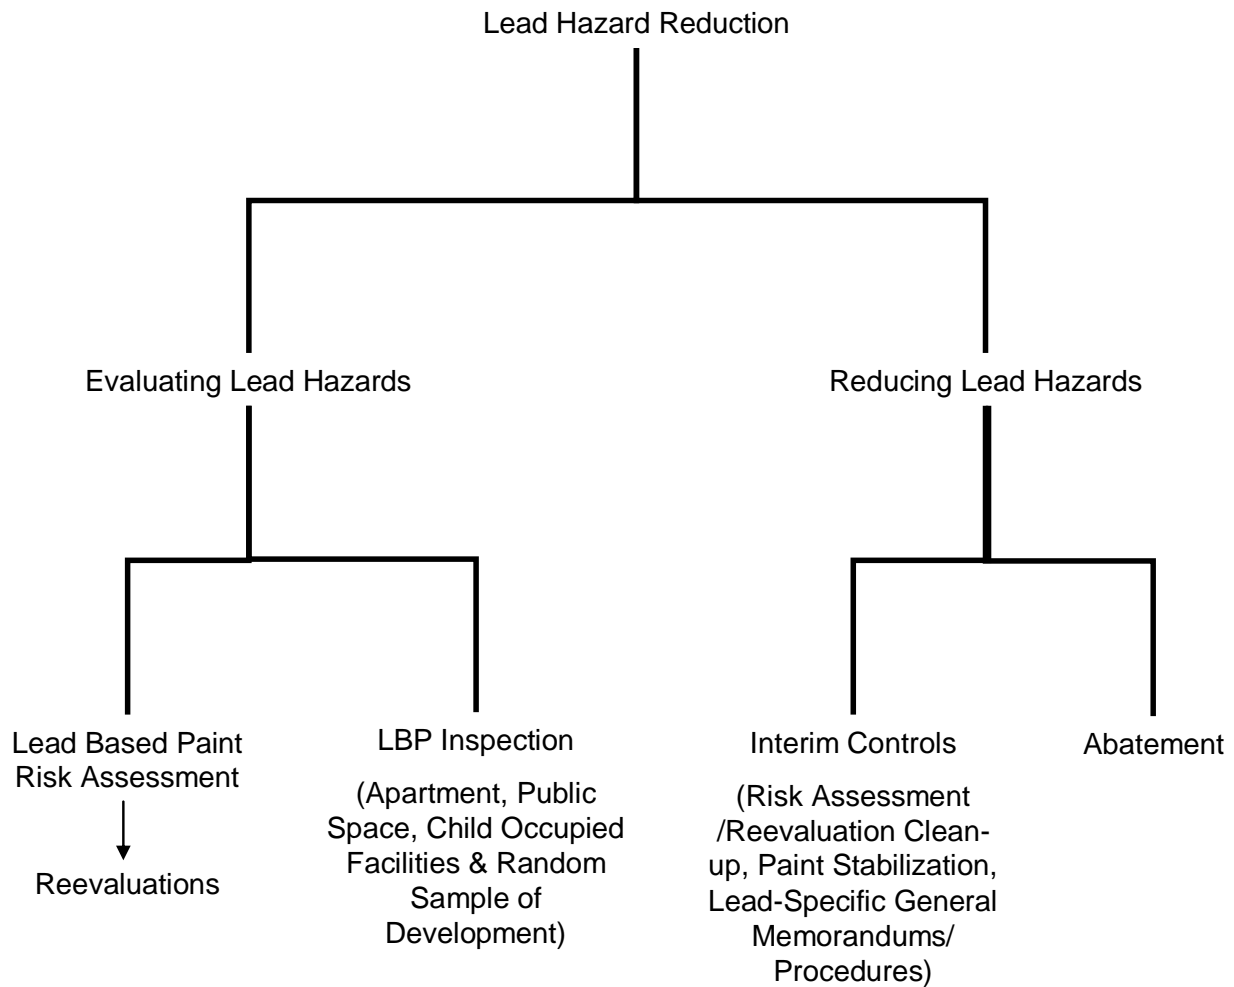 Lead Hazard Reduction
Evaluating Lead Hazards
Reducing Lead Hazards
Lead Based Paint
Risk Assessment
Reevaluations
LBP Inspection
(Apartment, Public
Space, Child Occupied
Facilities & Random
Sample of
Development)
Interim Controls
(Risk Assessment
/Reevaluation Clean-
up, Paint Stabilization,
Lead-Specific General
Memorandums/
Procedures)
Abatement